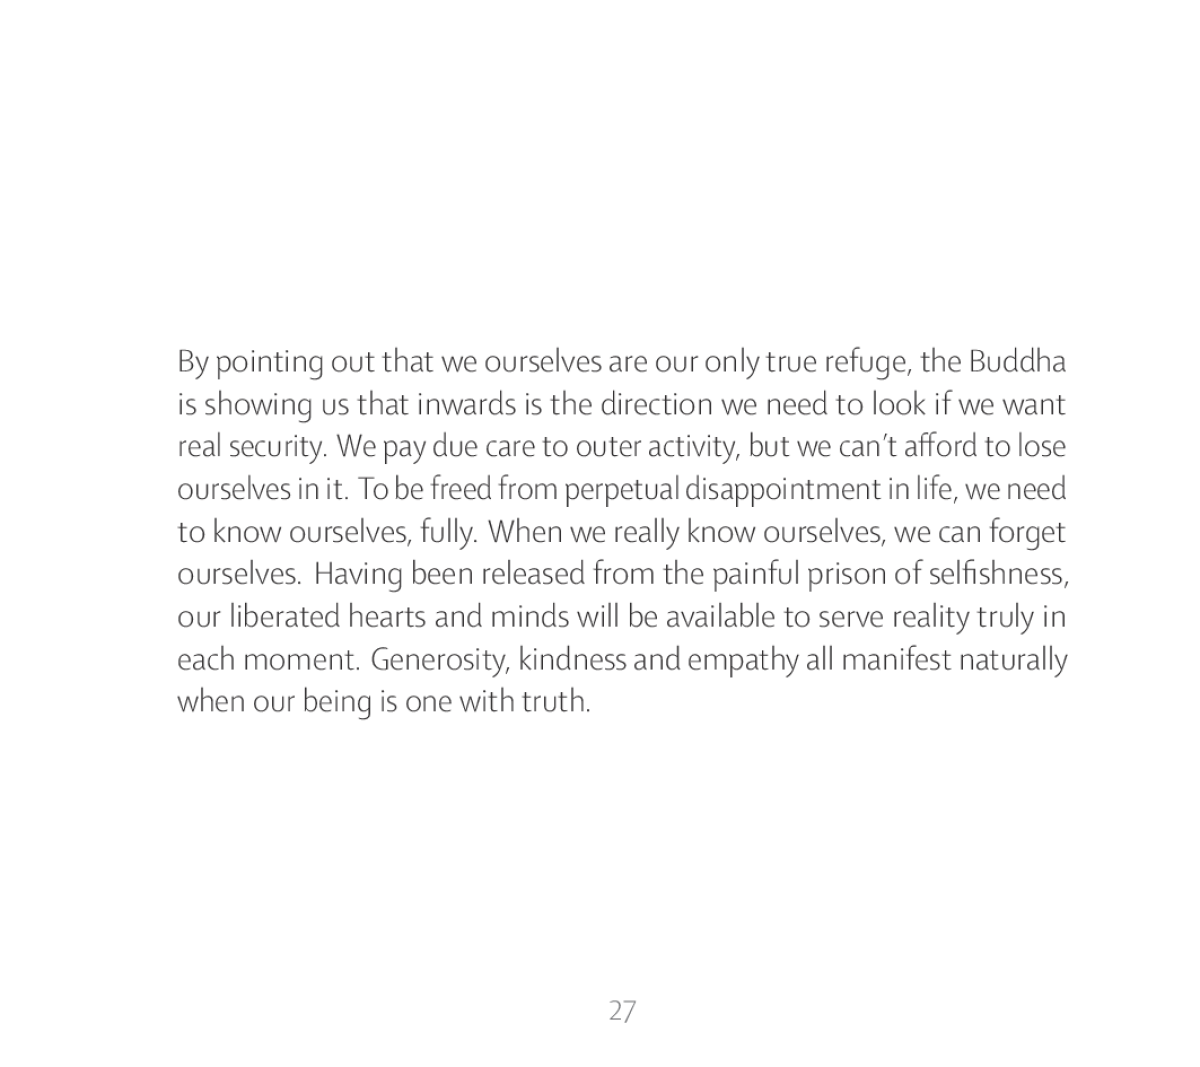 By pointing out that we ourselves are our only true refuge, the Buddha
is showing us that inwards is the direction we need to look if we want
real security. We pay due care to outer activity, but we can’t afford to lose
ourselves in it. To be freed from perpetual disappointment in life, we need
to know ourselves, fully. When we really know ourselves, we can forget
ourselves. Having been released from the painful prison of selfishness,
our liberated hearts and minds will be available to serve reality truly in
each moment. Generosity, kindness and empathy all manifest naturally
when our being is one with truth.
27